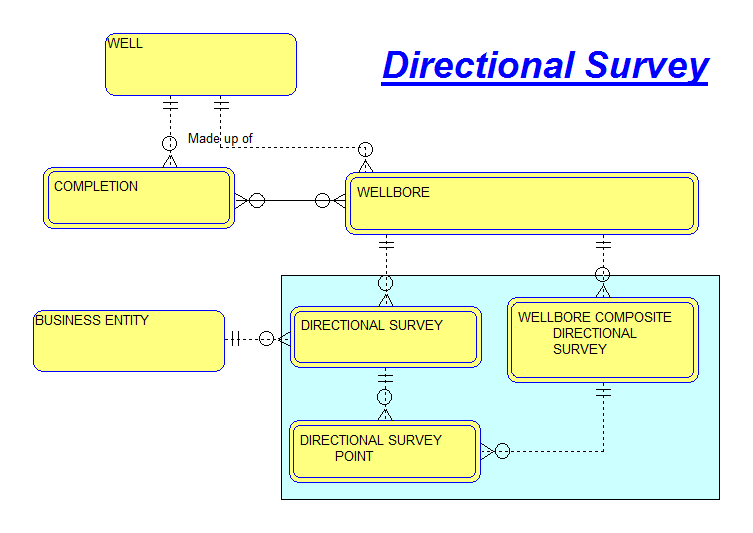 WELL
Directional Survey
Made up of
COMPLETION
WELLBORE
BUSINESS ENTITY
DIRECTIONAL SURVEY
WELLBORE COMPOSITE
DIRECTIONAL
SURVEY
DIRECTIONAL SURVEY
POINT